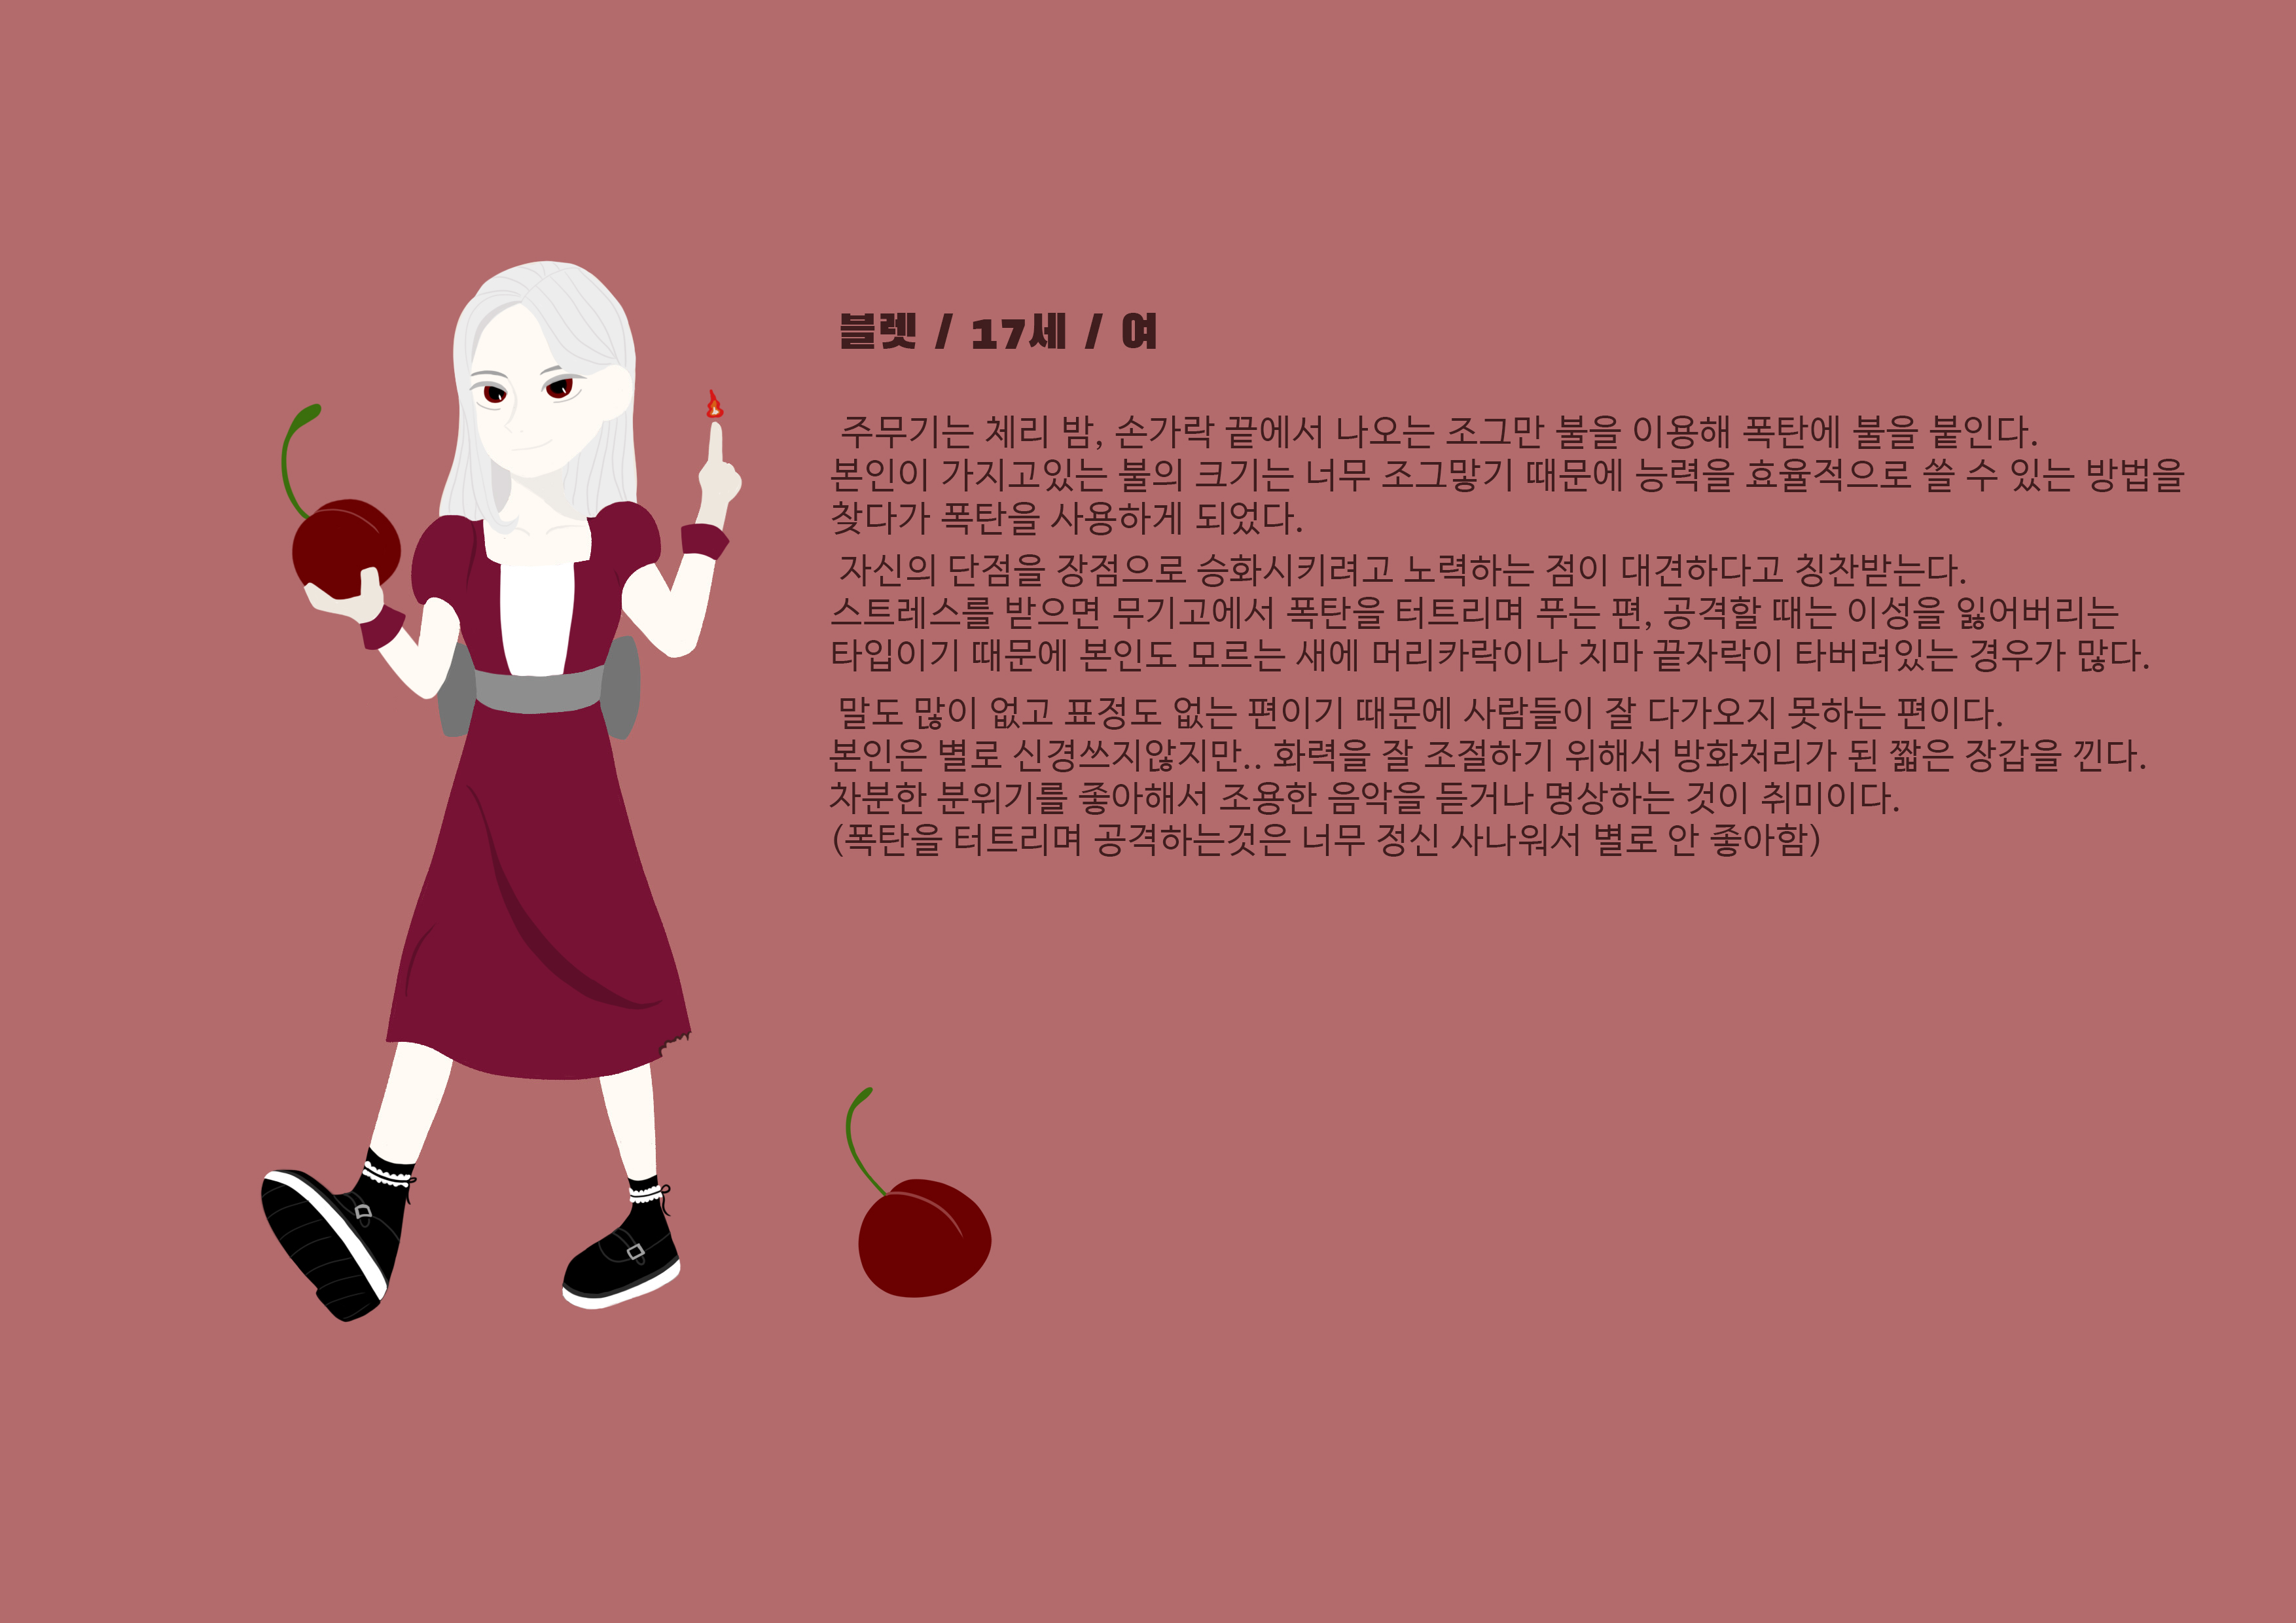 블렛 / 17세 / 여
주무기는 체리 밤, 손가락 끝에서 나오는 조그만 불을 이용해 폭탄에 불을 붙인다.
본인이 가지고있는 불의 크기는 너무 조그맣기 때문에 능력을 효율적으로 쓸 수 있는 방법을
찾다가 폭탄을 사용하게 되었다.
자신의 단점을 장점으로 승화시키려고 노력하는 점이 대견하다고 칭찬받는다.
스트레스를 받으면 무기고에서 폭탄을 터트리며 푸는 편, 공격할 때는 이성을 잃어버리는
타입이기 때문에 본인도 모르는 새에 머리카락이나 치마 끝자락이 타버려있는 경우가 많다.
말도 많이 없고 표정도 없는 편이기 때문에 사람들이 잘 다가오지 못하는 편이다.
본인은 별로 신경쓰지않지만.. 화력을 잘 조절하기 위해서 방화처리가 된 짧은 장갑을 낀다.
차분한 분위기를 좋아해서 조용한 음악을 듣거나 명상하는 것이 취미이다.
(폭탄을 터트리며 공격하는것은 너무 정신 사나워서 별로 안 좋아함)